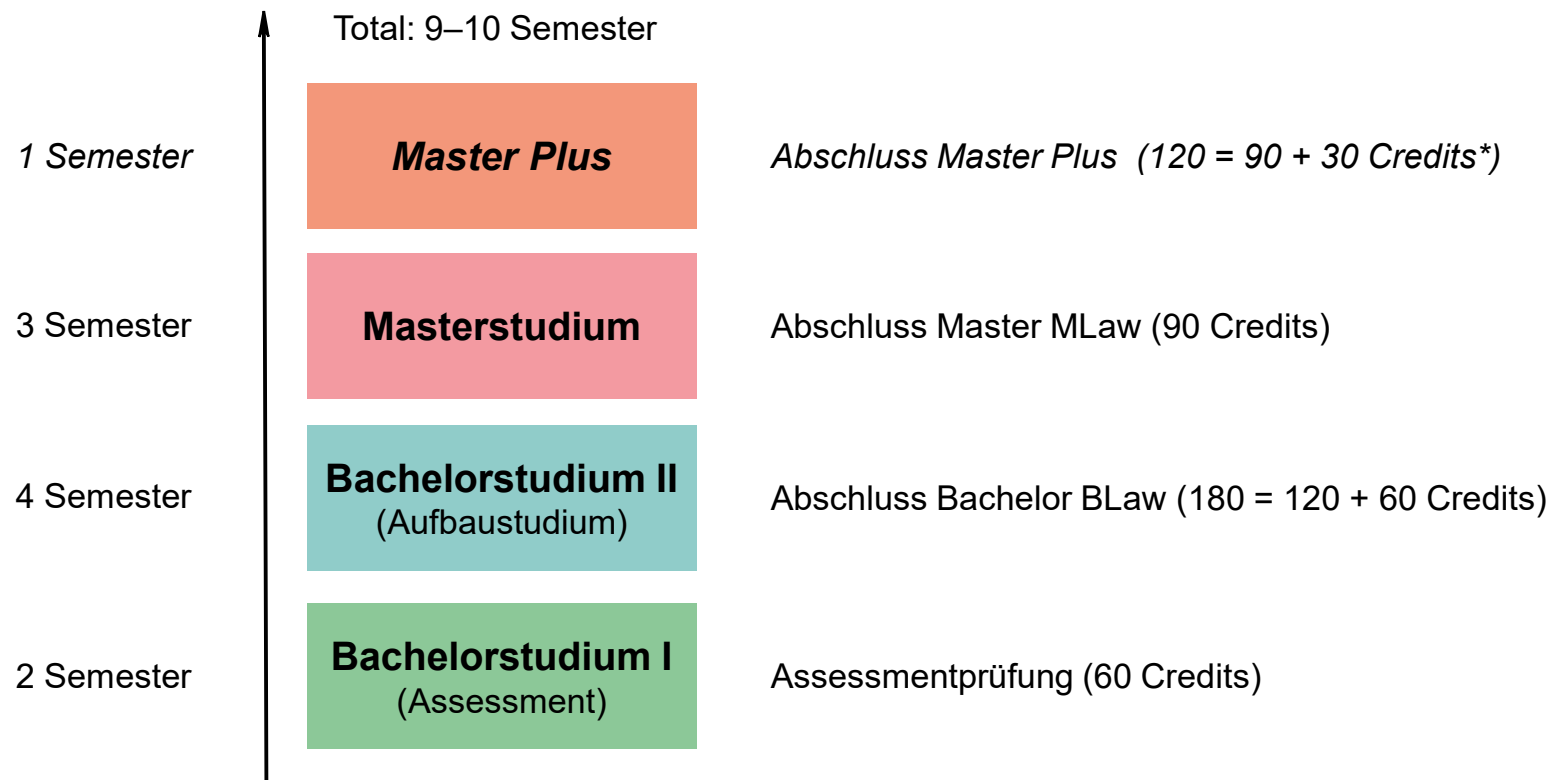 Total: 9–10 Semester
1 Semester
Master Plus
Abschluss Master Plus (120 = 90 + 30 Credits*)
3 Semester
Masterstudium
Abschluss Master MLaw (90 Credits)
4 Semester
Bachelorstudium II
(Aufbaustudium)
Abschluss Bachelor BLaw (180 = 120 + 60 Credits)
2 Semester
Bachelorstudium I
(Assessment)
Assessmentprüfung (60 Credits)